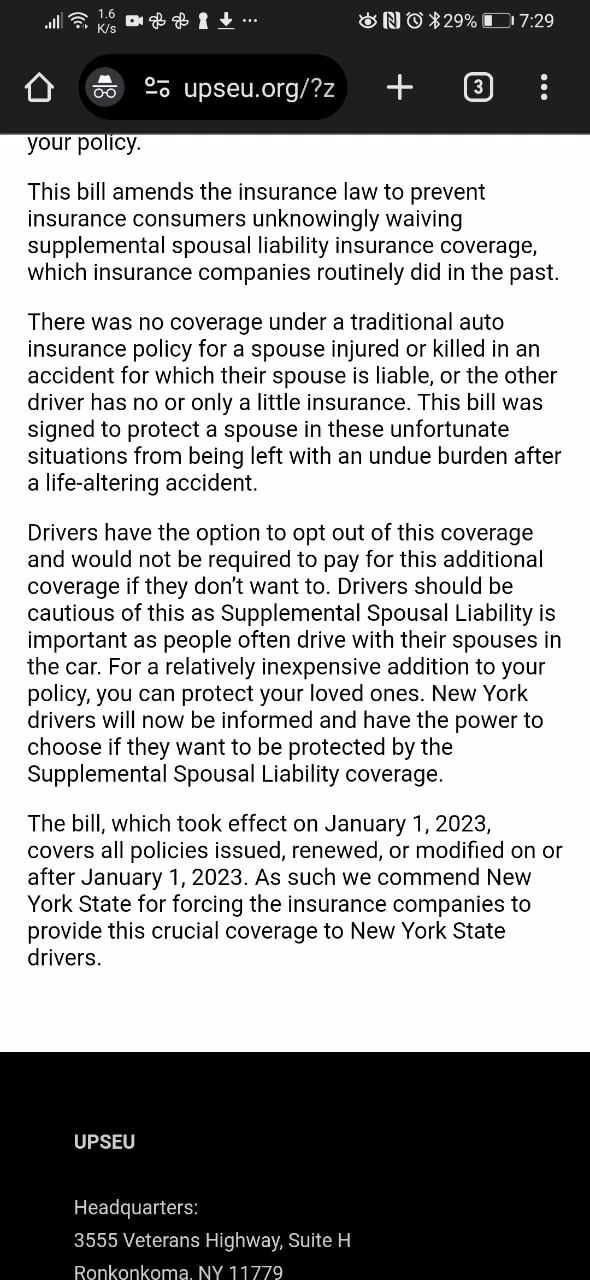 1.6
K/s
29%
7:29
upseu.org/?z
3
your policy.
This bill amends the insurance law to prevent
insurance consumers unknowingly waiving
supplemental spousal liability insurance coverage,
which insurance companies routinely did in the past.
There was no coverage under a traditional auto
insurance policy for a spouse injured or killed in an
accident for which their spouse is liable, or the other
driver has no or only a little insurance. This bill was
signed to protect a spouse in these unfortunate
situations from being left with an undue burden after
a life-altering accident.
Drivers have the option to opt out of this coverage
and would not be required to pay for this additional
coverage if they don’t want to. Drivers should be
cautious of this as Supplemental Spousal Liability is
important as people often drive with their spouses in
the car. For a relatively inexpensive addition to your
policy, you can protect your loved ones. New York
drivers will now be informed and have the power to
choose if they want to be protected by the
Supplemental Spousal Liability coverage.
The bill, which took effect on January 1, 2023,
covers all policies issued, renewed, or modified on or
after January 1, 2023. As such we commend New
York State for forcing the insurance companies to
provide this crucial coverage to New York State
drivers.
UPSEU
Headquarters:
3555 Veterans Highway, Suite H
Ronkonkoma, NY 11779